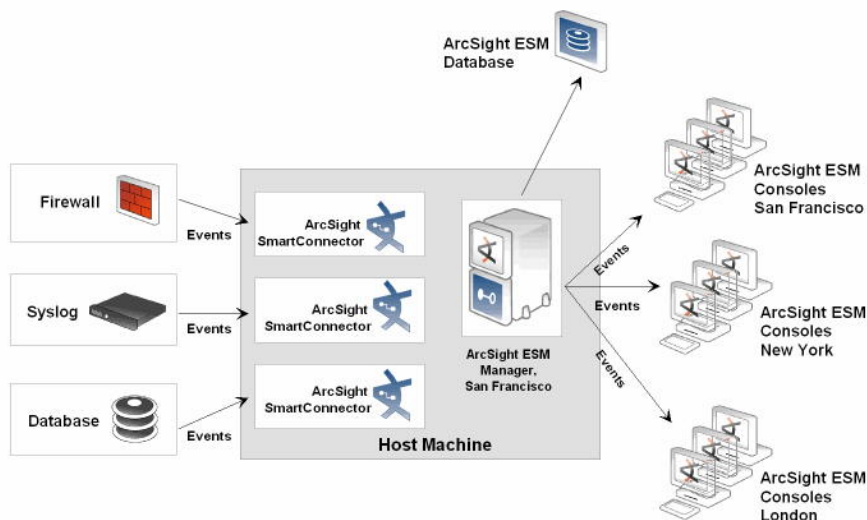 ArcSight ESM
Database
ArcSight ESM
Consoles
San Francisco
Firewall
Events
ArcSight
SmartConnector
Syslog
Events
ArcSight
SmartConnector
Database
Events
ArcSight
SmartConnector
ArcSight ESM
Manager,
San Francisco
Host Machine
Events
Events
Events
ArcSight ESM
Consoles
New York
ArcSight ESM
Consoles
London